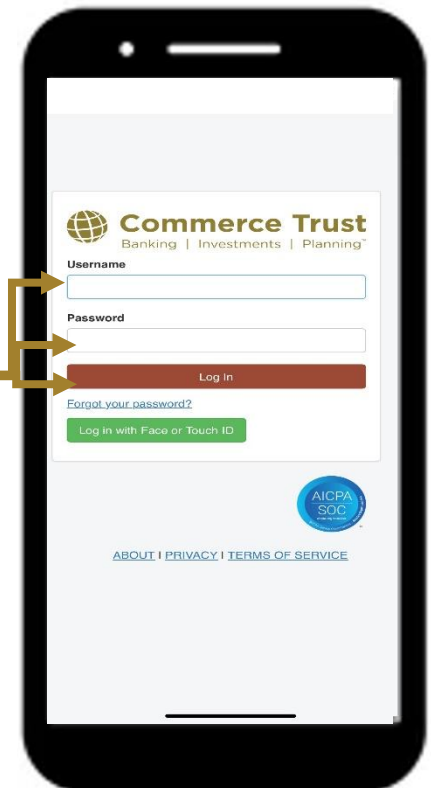 Commerce Trust
Banking | Investments | Planning
Username
Password
Log In
Forgot your password?
Log in with Face or Touch ID
AICPA
SOC
ABOUT | PRIVACY | TERMS OF SERVICE